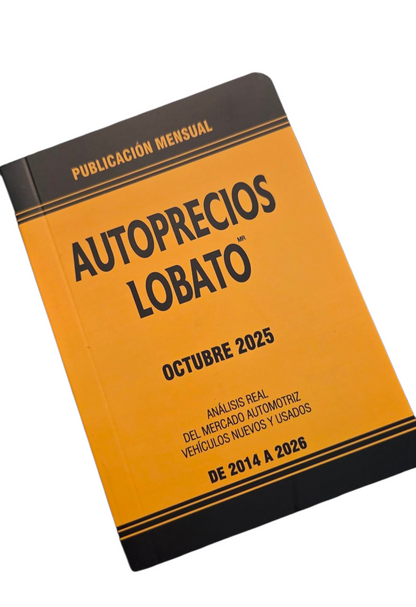 PUBLICACIÓN MENSUAL
AUTOPRECIOS
LOBATO MR
OCTUBRE 2025
ANÁLISIS REAL
DEL MERCADO AUTOMOTRIZ
VEHÍCULOS NUEVOS Y USADOS
DE 2014 A 2026